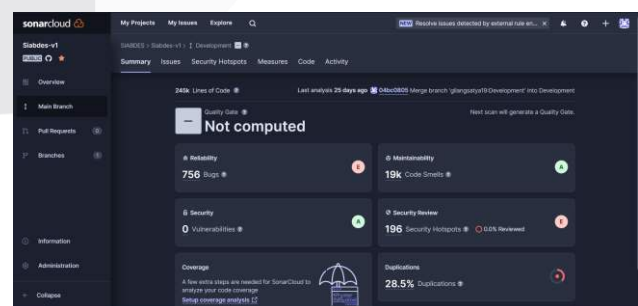 sonarcloud
My Projects My Issues Explore
NEW Resolve issues detected by external rule en... ×
Siabdes-v1
PUBLIC
SIABDES > Siabdes-v1 > Development
Summary Issues Security Hotspots Measures Code Activity
Overview
Main Branch
Pull Requests
Branches
Information
Administration
Collapse
245k Lines of Code
Last analysis 25 days ago 04bc0805 Merge branch 'gilangsatya19:Development' into Development
Quality Gate
Not computed
Next scan will generate a Quality Gate.
Reliability
756 Bugs
E
Maintainability
19k Code Smells
A
Security
0 Vulnerabilities
A
Security Review
196 Security Hotspots 0.0% Reviewed
E
Coverage
A few extra steps are needed for SonarCloud to
analyze your code coverage
Setup coverage analysis
Duplications
28.5% Duplications